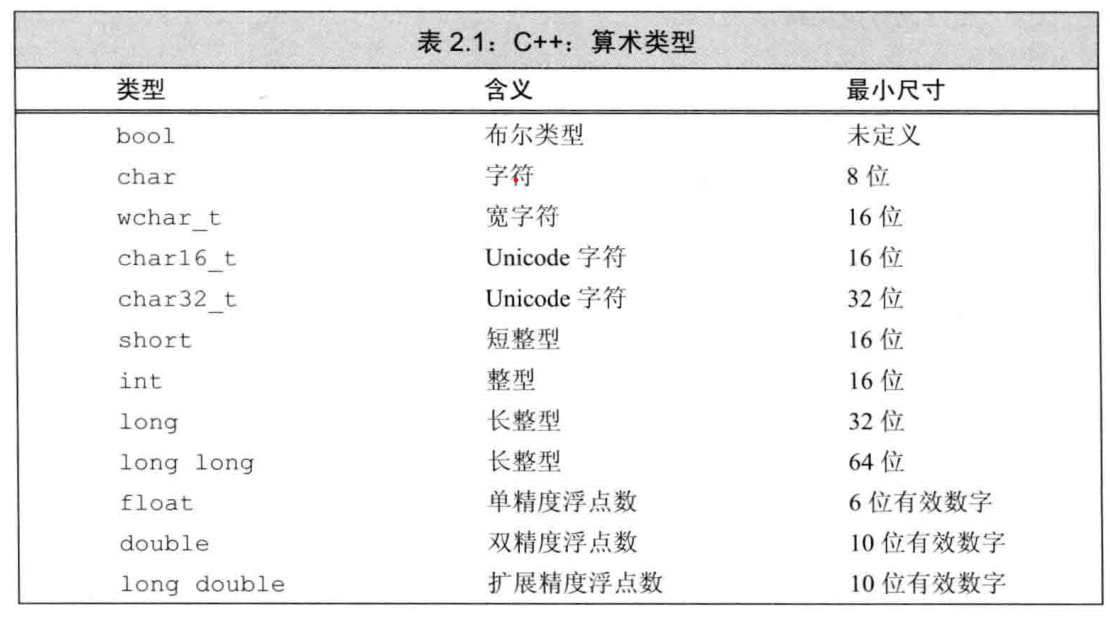 表 2.1：C++：算术类型
类型 含义 最小尺寸
bool 布尔类型 未定义
char 字符 8 位
wchar_t 宽字符 16 位
char16_t Unicode 字符 16 位
char32_t Unicode 字符 32 位
short 短整型 16 位
int 整型 16 位
long 长整型 32 位
long long 长整型 64 位
float 单精度浮点数 6 位有效数字
double 双精度浮点数 10 位有效数字
long double 扩展精度浮点数 10 位有效数字